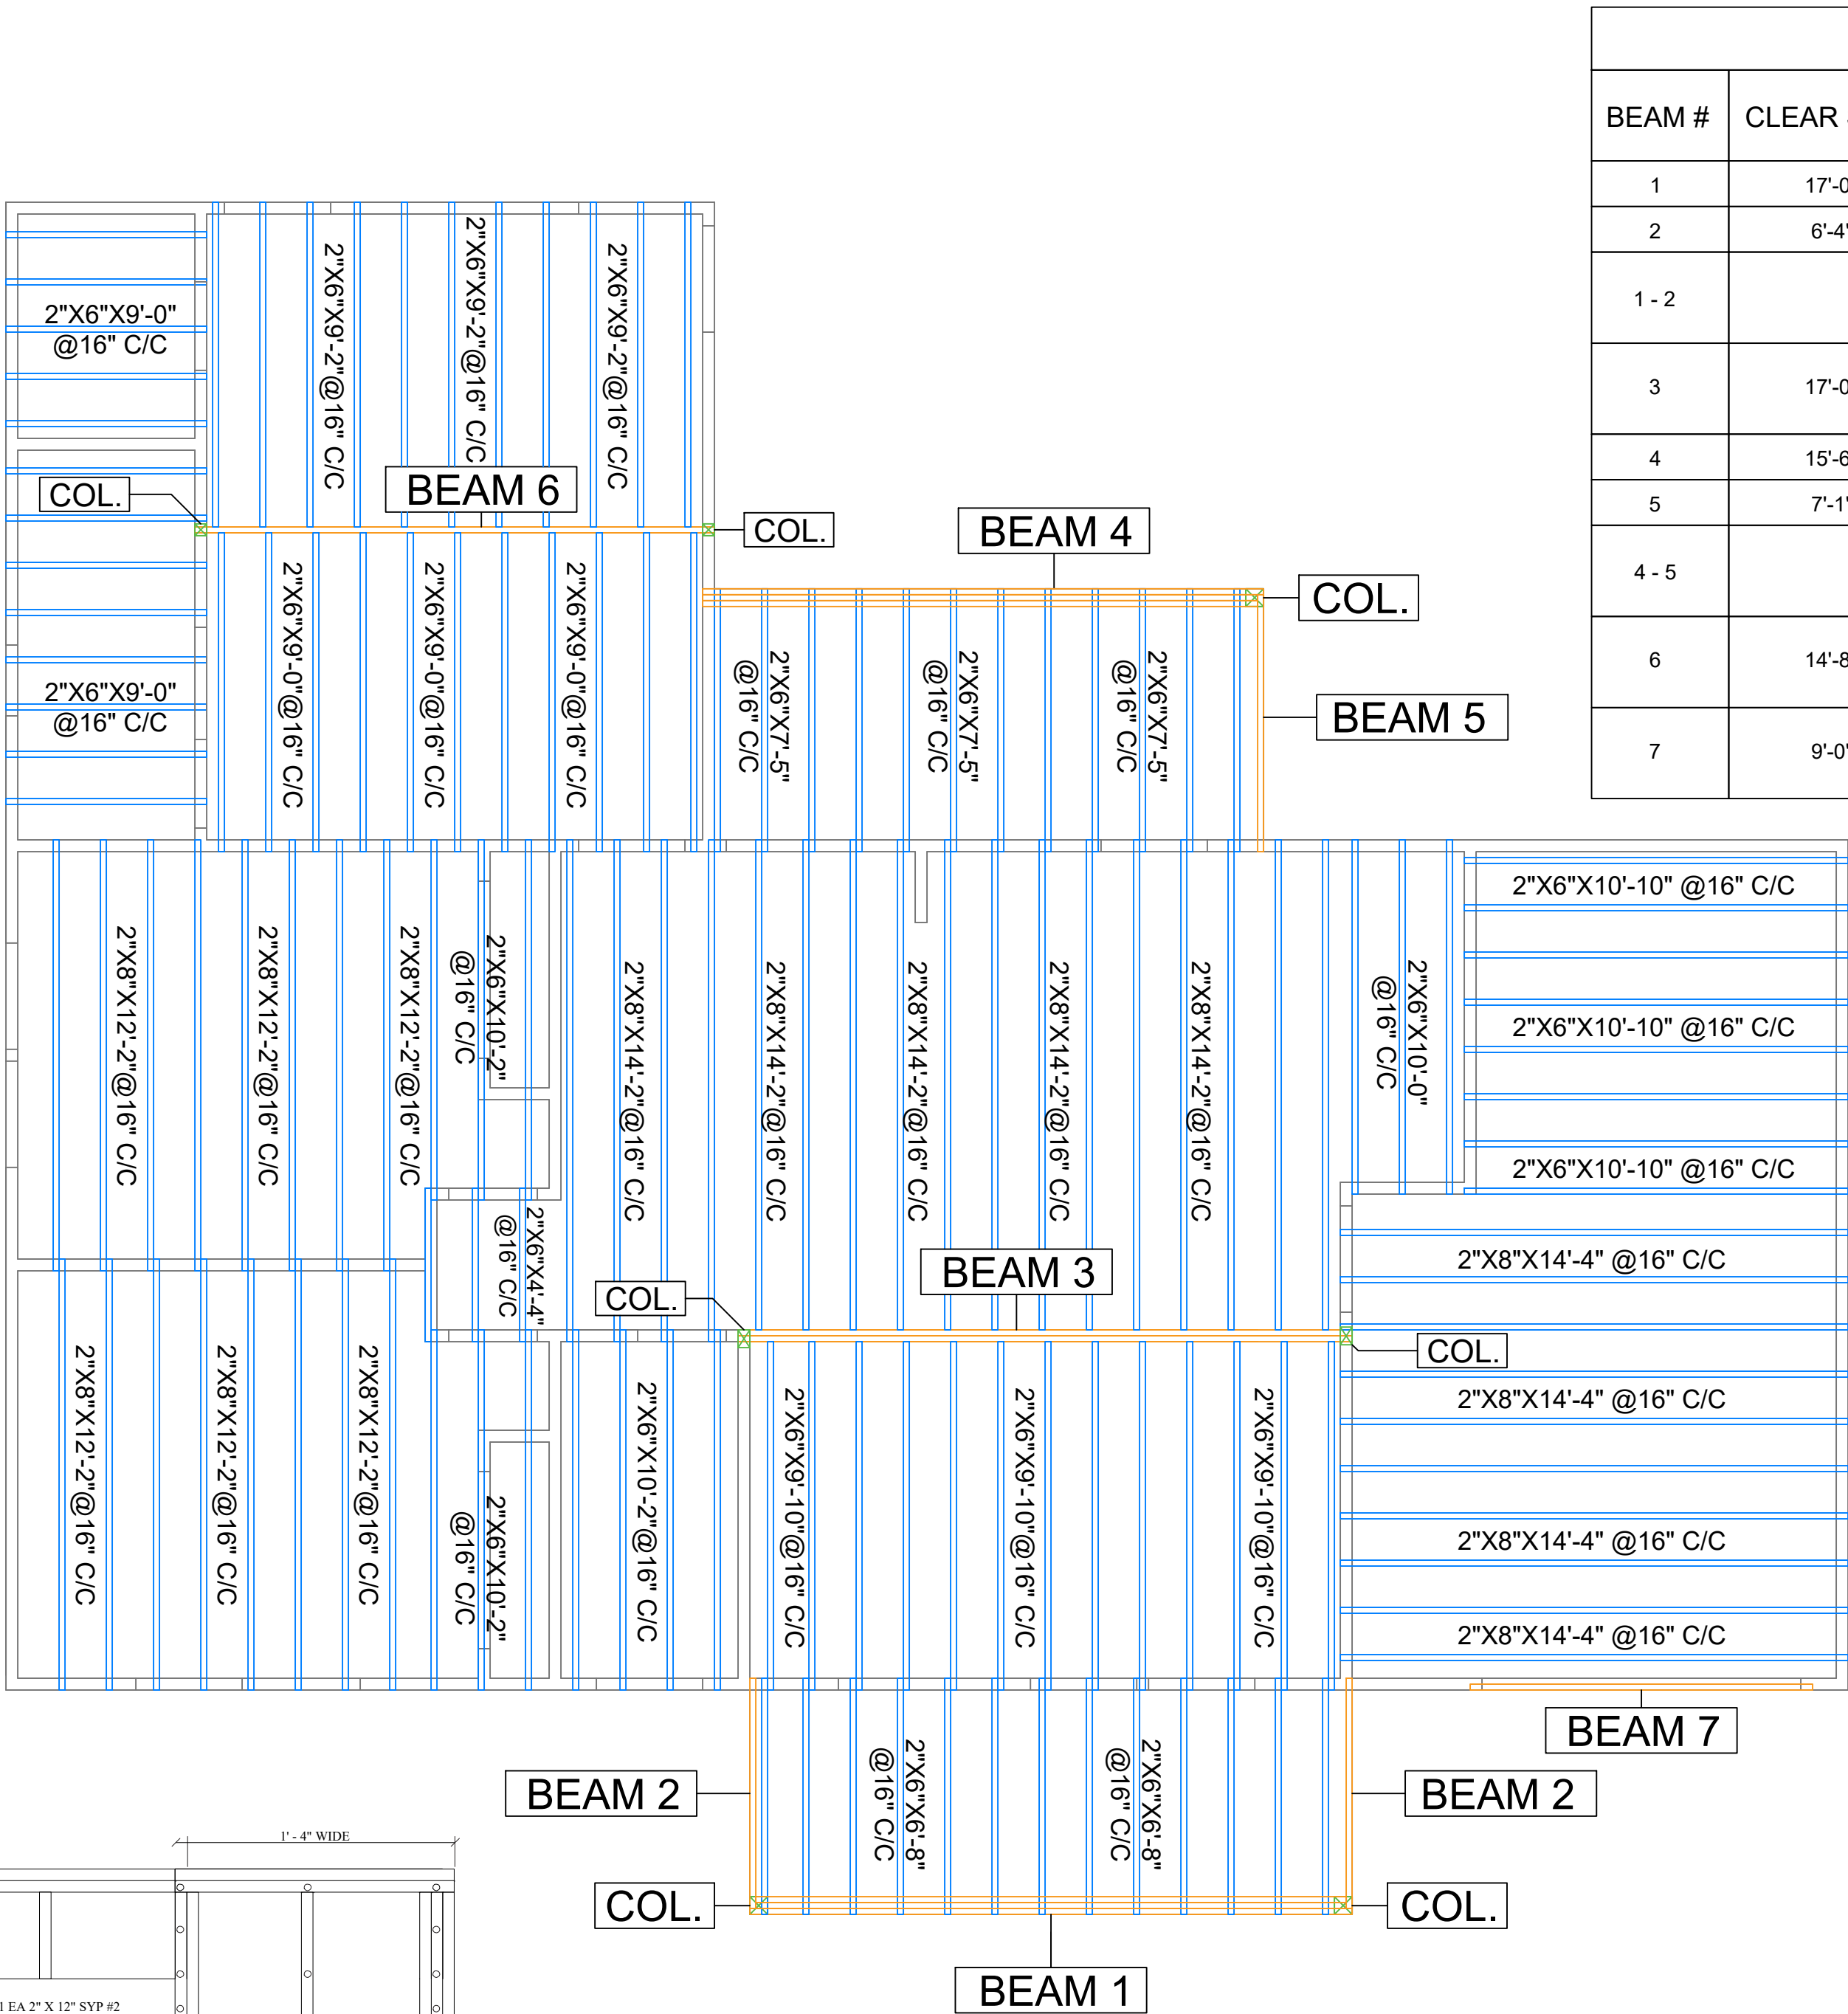 BEAM #
CLEAR
1
17'-0
2
6'-4'
1 - 2
3
17'-0
4
15'-6
5
7'-1'
4 - 5
6
14'-8
7
9'-0'
2"X6"X9'-0"
@16" C/C
2"X6"X9'-2"@16" C/C
2"X6"X9'-2"@16" C/C
2"X6"X9'-2"@16" C/C
COL.
BEAM 6
COL.
BEAM 4
COL.
2"X6"X9'-0"
@16" C/C
2"X6"X9'-0"@16" C/C
2"X6"X9'-0"@16" C/C
2"X6"X9'-0"@16" C/C
2"X6"X7'-5"
@16" C/C
2"X6"X7'-5"
@16" C/C
2"X6"X7'-5"
@16" C/C
BEAM 5
2"X8"X12'-2"@16" C/C
2"X8"X12'-2"@16" C/C
2"X8"X12'-2"@16" C/C
2"X6"X10'-2"
@16" C/C
2"X8"X14'-2"@16" C/C
2"X8"X14'-2"@16" C/C
2"X8"X14'-2"@16" C/C
2"X8"X14'-2"@16" C/C
2"X8"X14'-2"@16" C/C
2"X6"X10'-0"
@16" C/C
2"X6"X10'-10" @16" C/C
2"X6"X10'-10" @16" C/C
2"X6"X10'-10" @16" C/C
2"X6"X4'-4"
@16" C/C
COL.
BEAM 3
COL.
2"X8"X14'-4" @16" C/C
2"X8"X14'-4" @16" C/C
2"X8"X14'-4" @16" C/C
2"X8"X14'-4" @16" C/C
2"X8"X12'-2"@16" C/C
2"X8"X12'-2"@16" C/C
2"X8"X12'-2"@16" C/C
2"X6"X10'-2"
@16" C/C
2"X6"X10'-2"@16" C/C
2"X6"X9'-10"@16" C/C
2"X6"X9'-10"@16" C/C
2"X6"X9'-10"@16" C/C
BEAM 7
BEAM 2
2"X6"X6'-8"
@16" C/C
2"X6"X6'-8"
@16" C/C
BEAM 2
COL.
COL.
BEAM 1
1' - 4" WIDE
1 EA 2" X 12" SYP #2